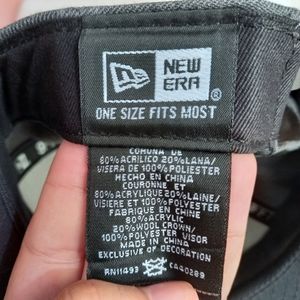 NEW
ERA®
ONE SIZE FITS MOST
CORONA DE
80%ACRILICO 20%LANA/
VISERA DE 100%POLIESTER
HECHO EN CHINA
COURONNE ET
80%ACRYLIQUE 20%LAINE/
VISIERE ET 100%POLYESTER
FABRIQUE EN CHINE
80% ACRYLIC
20%WOOL CROWN/
100%POLYESTER VISOR
MADE IN CHINA
EXCLUSIVE OF DECORATION
RN11493 CA40289